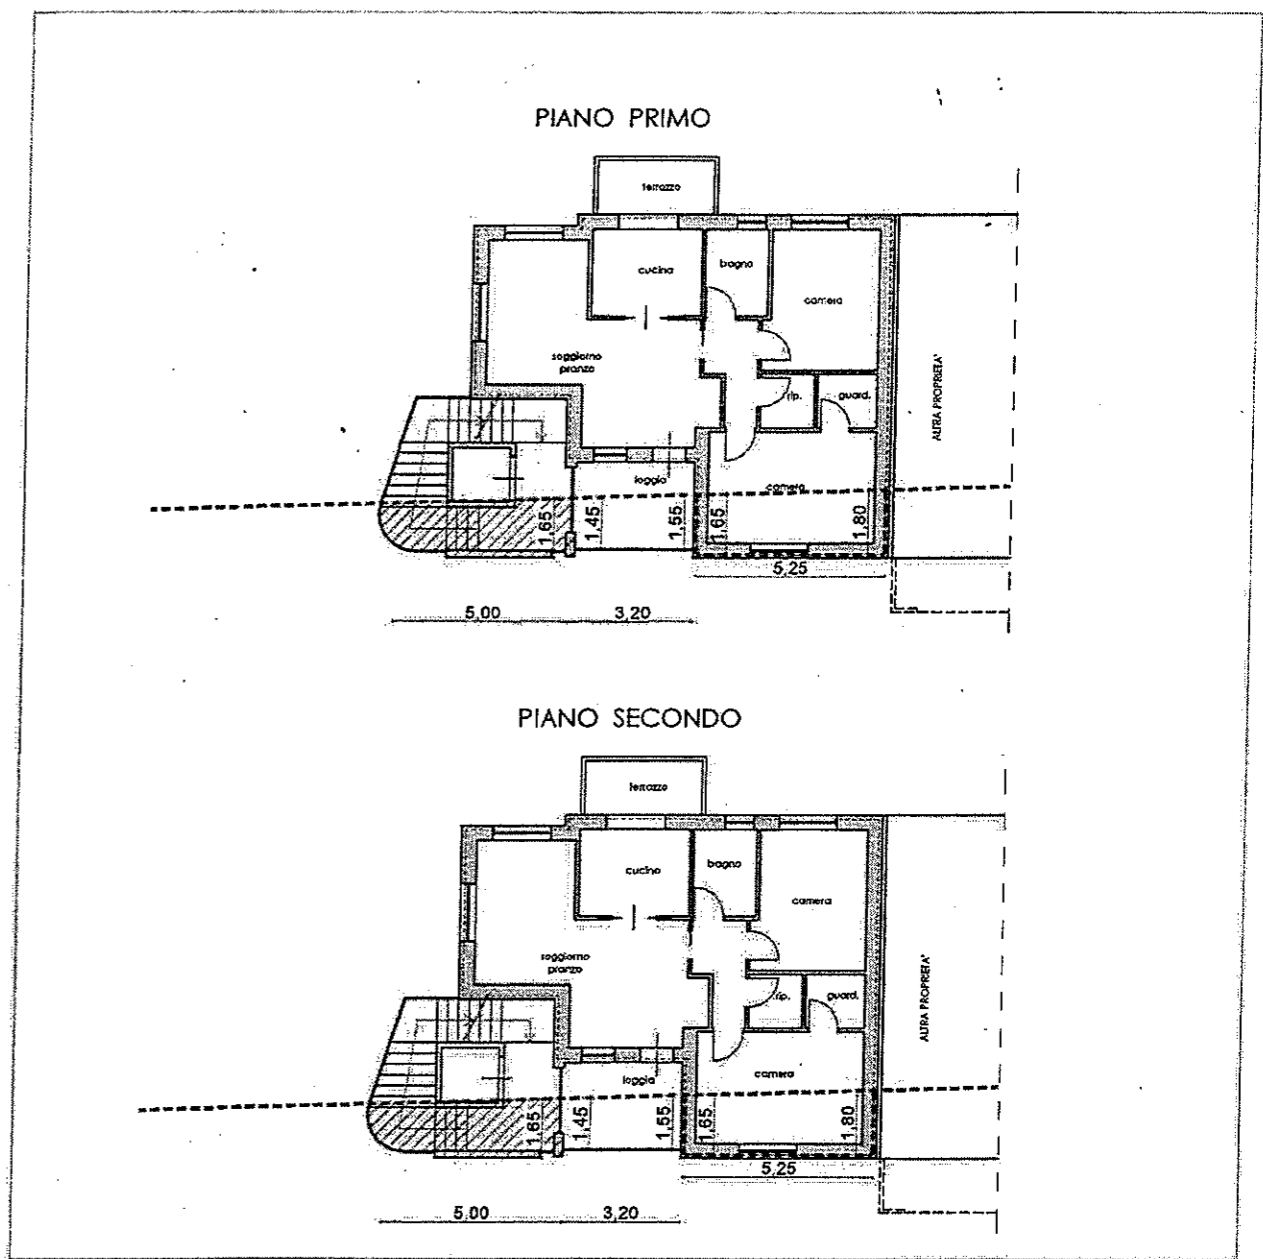 PIANO PRIMO
terrazzo
cucina
bagno
camera
soggiorno
pranzo
rip.
guard.
ALTRA PROPRIETA'
loggia
camera
1,65
1,45
1,55
1,65
1,80
5,25
5,00
3,20
PIANO SECONDO
terrazzo
cucina
bagno
camera
soggiorno
pranzo
rip.
guard.
ALTRA PROPRIETA'
loggia
camera
1,65
1,45
1,55
1,65
1,80
5,25
5,00
3,20